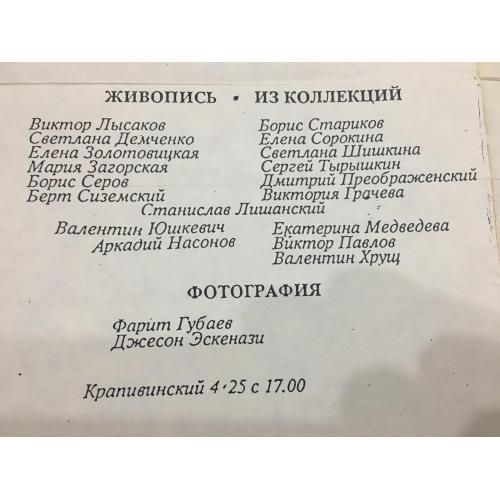 ЖИВОПИСЬ • ИЗ КОЛЛЕКЦИЙ
Виктор Лысаков Борис Стариков
Светлана Демченко Елена Сорокина
Елена Золотовицкая Светлана Шишкина
Мария Загорская Сергей Тырышкин
Борис Серов Дмитрий Преображенский
Берт Сиземский Виктория Грачева
Станислав Лишанский
Валентин Юшкевич Екатерина Медведева
Аркадий Насонов Виктор Павлов
Валентин Хрущ
ФОТОГРАФИЯ
Фарит Губаев
Джесон Эскенази
Крапивинский 4·25 с 17.00